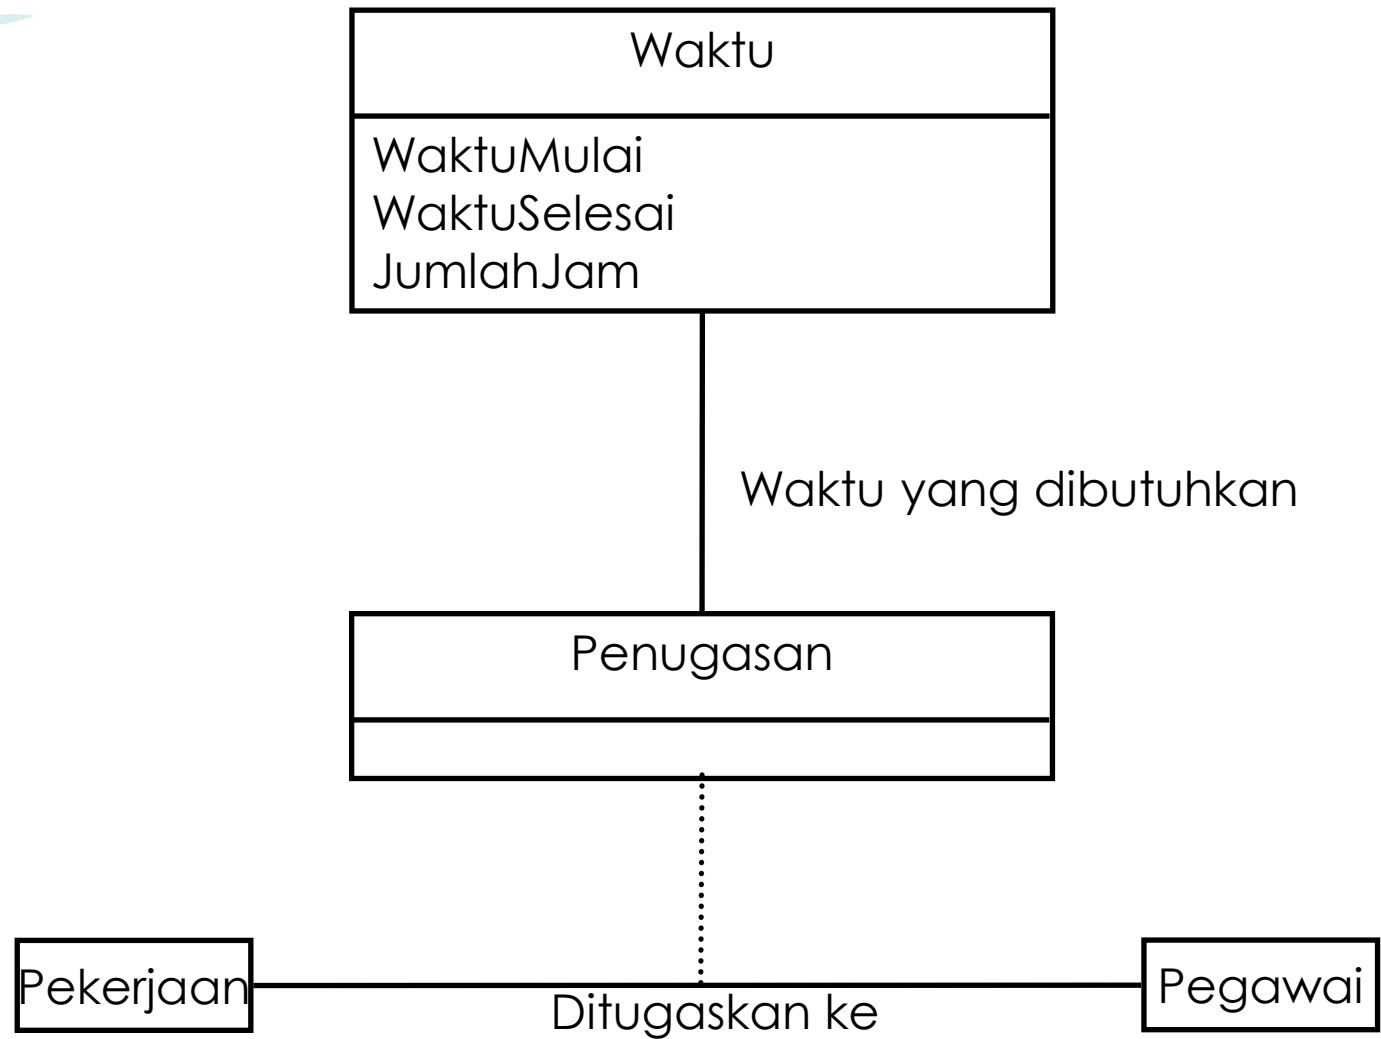 Waktu
WaktuMulai
WaktuSelesai
JumlahJam
Waktu yang dibutuhkan
Penugasan
Pekerjaan
Ditugaskan ke
Pegawai